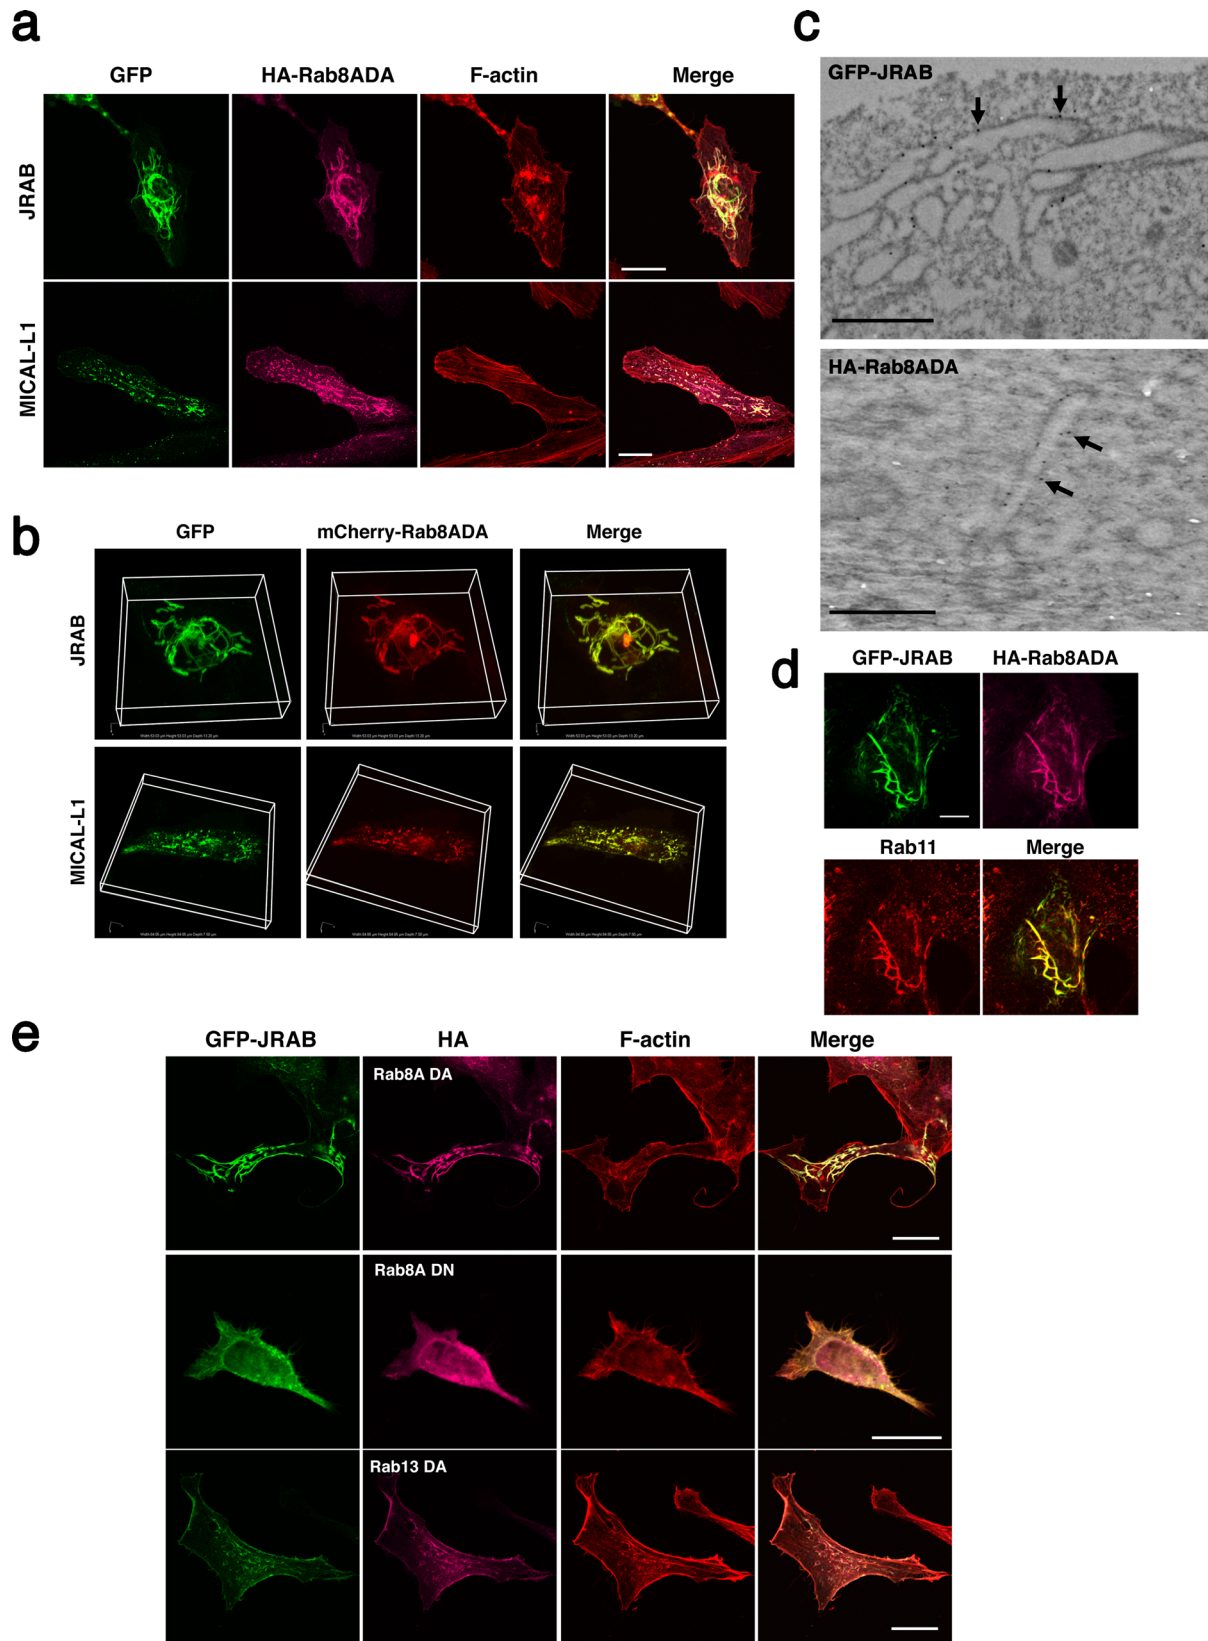 a
GFP HA-Rab8ADA F-actin Merge
JRAB
MICAL-L1
b
GFP mCherry-Rab8ADA Merge
JRAB
MICAL-L1
c
GFP-JRAB
HA-Rab8ADA
d
GFP-JRAB HA-Rab8ADA
Rab11 Merge
e
GFP-JRAB HA F-actin Merge
Rab8A DA
Rab8A DN
Rab13 DA